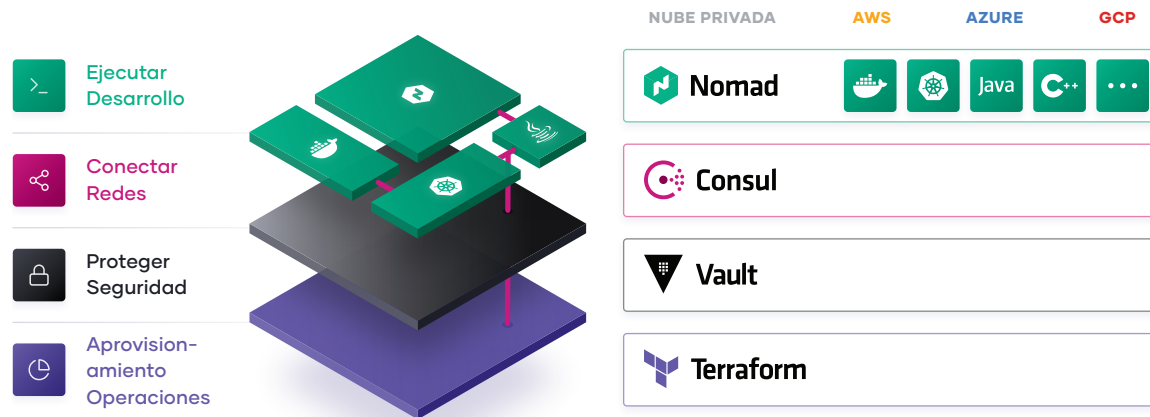 NUBE PRIVADA AWS AZURE GCP
Ejecutar
Desarrollo
Conectar
Redes
Proteger
Seguridad
Aprovision-
amiento
Operaciones
Nomad Java C++
Consul
Vault
Terraform